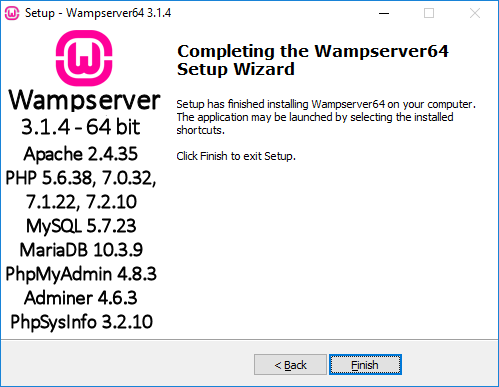 Setup - Wampserver64 3.1.4
Wampserver
3.1.4 - 64 bit
Apache 2.4.35
PHP 5.6.38, 7.0.32,
7.1.22, 7.2.10
MySQL 5.7.23
MariaDB 10.3.9
PhpMyAdmin 4.8.3
Adminer 4.6.3
PhpSysInfo 3.2.10
Completing the Wampserver64
Setup Wizard
Setup has finished installing Wampserver64 on your computer.
The application may be launched by selecting the installed
shortcuts.
Click Finish to exit Setup.
< Back
Finish